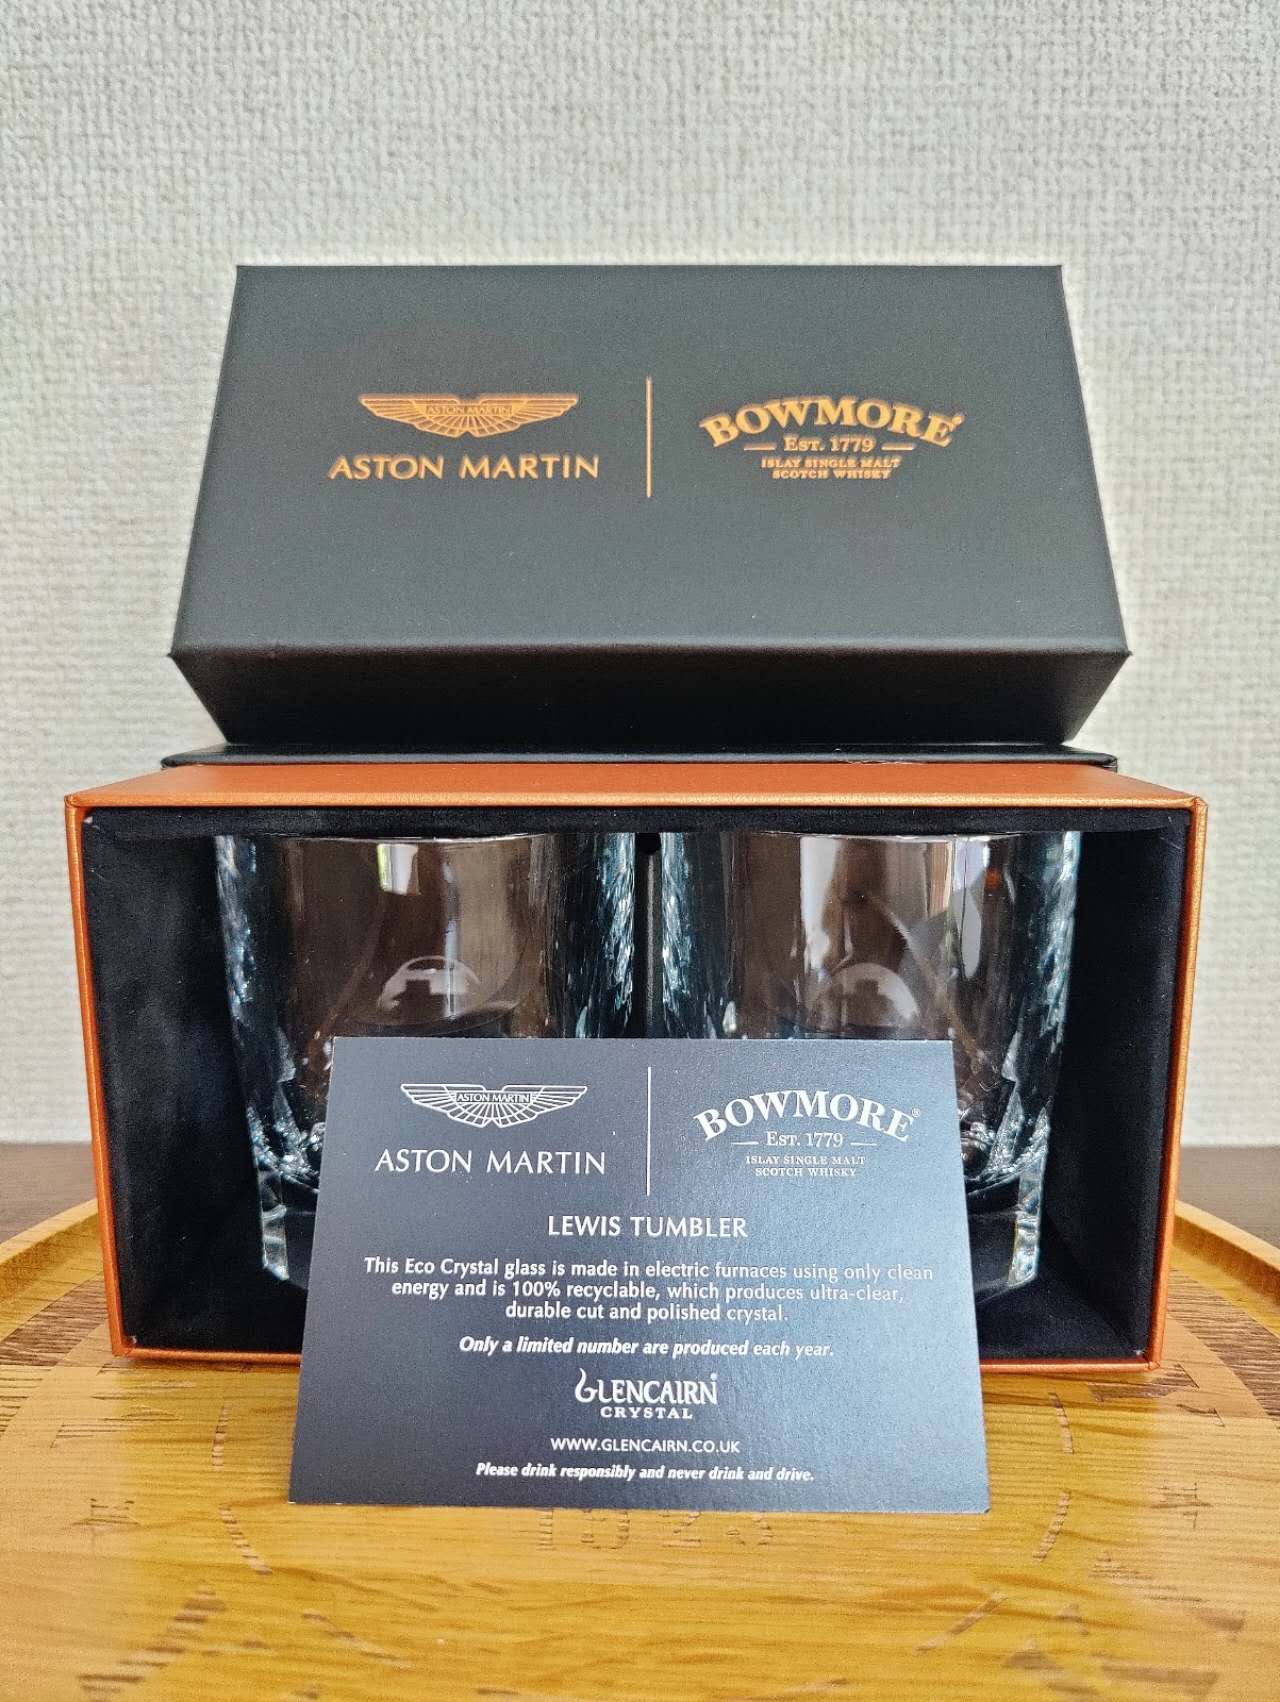 ASTON MARTIN
ASTON MARTIN
BOWMORE
EST. 1779
ISLAY SINGLE MALT
SCOTCH WHISKY
ASTON MARTIN
ASTON MARTIN
BOWMORE®
EST. 1779
ISLAY SINGLE MALT
SCOTCH WHISKY
LEWIS TUMBLER
This Eco Crystal glass is made in electric furnaces using only clean
energy and is 100% recyclable, which produces ultra-clear,
durable cut and polished crystal.
Only a limited number are produced each year.
GLENCAIRN
CRYSTAL
WWW.GLENCAIRN.CO.UK
Please drink responsibly and never drink and drive.
1923